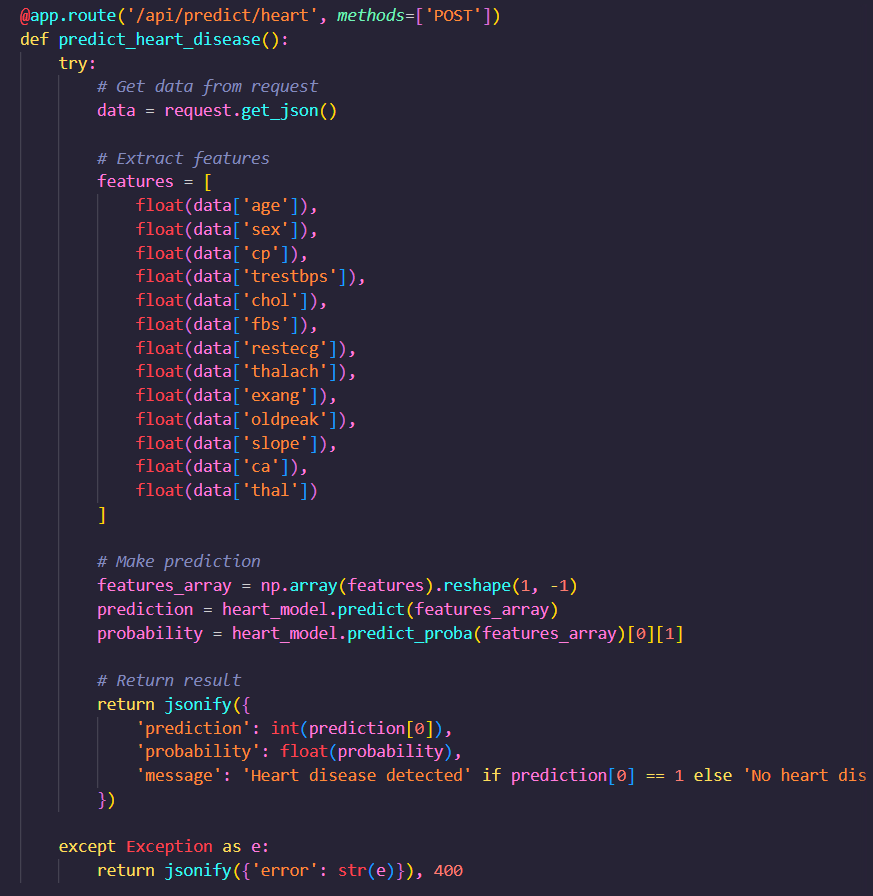 @app.route('/api/predict/heart', methods=['POST'])
def predict_heart_disease():
    try:
        # Get data from request
        data = request.get_json()

        # Extract features
        features = [
            float(data['age']),
            float(data['sex']),
            float(data['cp']),
            float(data['trestbps']),
            float(data['chol']),
            float(data['fbs']),
            float(data['restecg']),
            float(data['thalach']),
            float(data['exang']),
            float(data['oldpeak']),
            float(data['slope']),
            float(data['ca']),
            float(data['thal'])
        ]

        # Make prediction
        features_array = np.array(features).reshape(1, -1)
        prediction = heart_model.predict(features_array)
        probability = heart_model.predict_proba(features_array)[0][1]

        # Return result
        return jsonify({
            'prediction': int(prediction[0]),
            'probability': float(probability),
            'message': 'Heart disease detected' if prediction[0] == 1 else 'No heart dis
        })

    except Exception as e:
        return jsonify({'error': str(e)}), 400